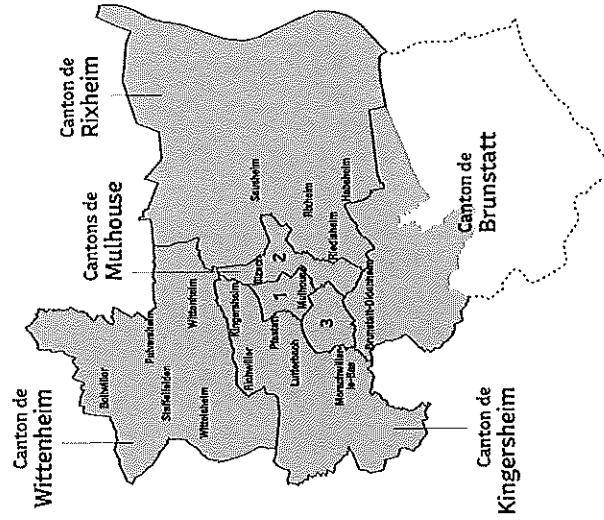 Canton de
Wittenheim
Cantons de
Mulhouse
Canton de
Rixheim
Bollwiller
Pulversheim
Staffelfelden
Wittenheim
Wittelsheim
Kingersheim
Richwiller
Illzach
Sausheim
2
1
Pfastatt
Lutterbach
Mulhouse
Rixheim
Riedisheim
Habsheim
3
Morschwiller-
le-Bas
Brunstatt-Didenheim
Canton de
Kingersheim
Canton de
Brunstatt